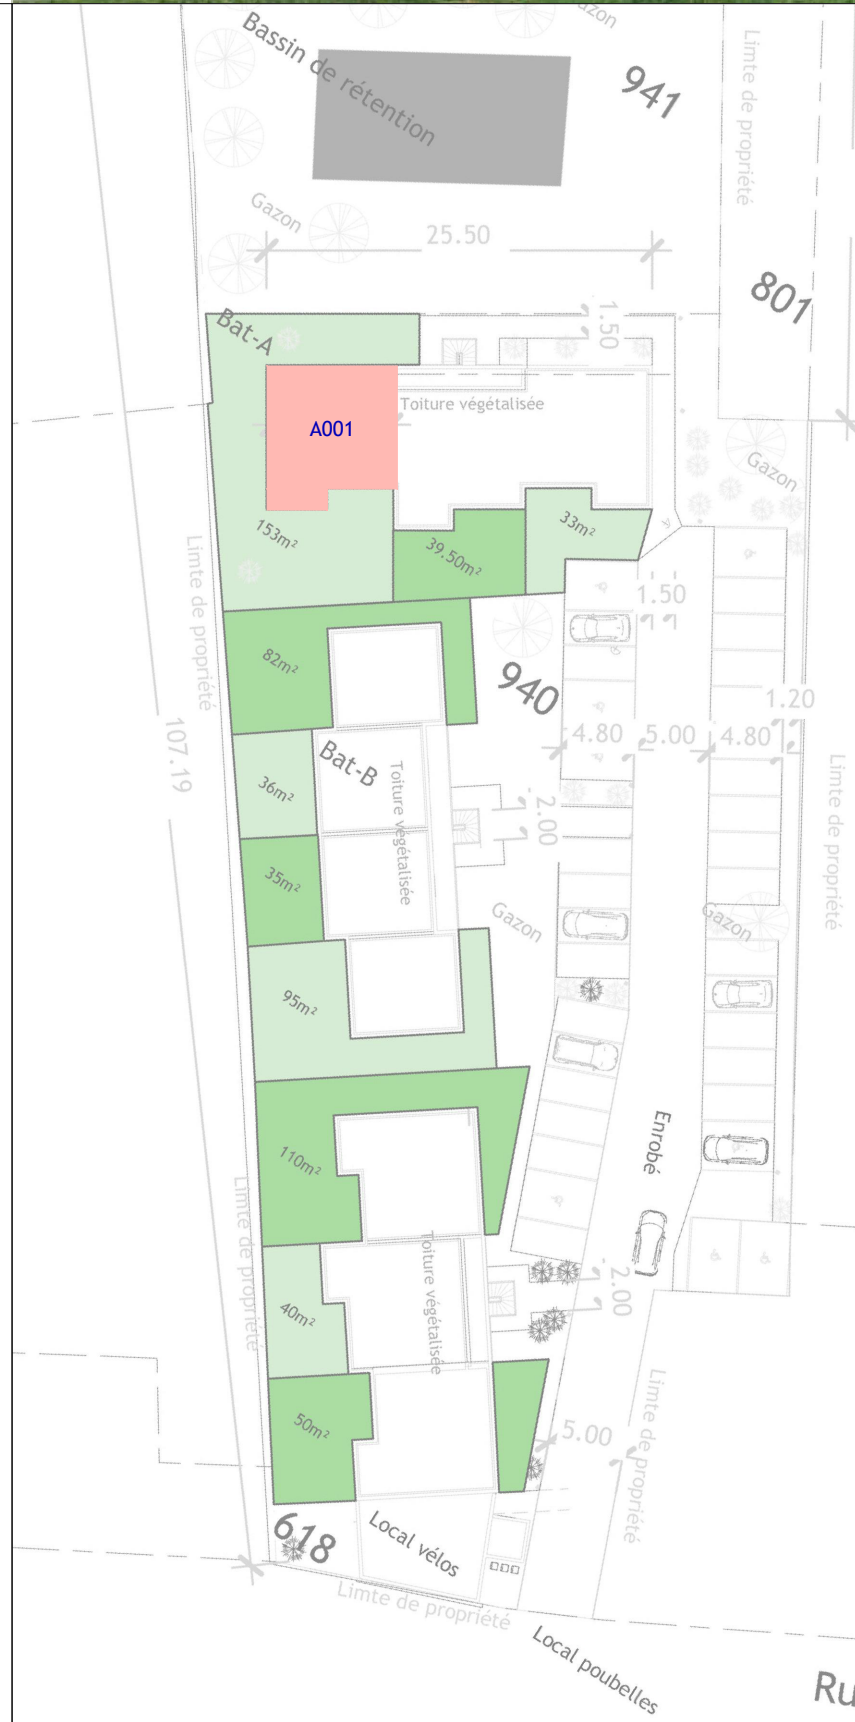 Gazon
Bassin de rétention
941
Limte de propriété
Gazon
25.50
801
Bat-A
1.50
A001
Toiture végétalisée
Gazon
153m²
39.50m²
33m²
Limte de propriété
1.50
82m²
940
1.20
107.19
4.80
5.00
4.80
Bat-B
36m²
Toiture végétalisée
2.00
Limte de propriété
35m²
Gazon
Gazon
95m²
Enrobé
110m²
Limte de propriété
Toiture végétalisée
2.00
40m²
Limte de propriété
50m²
5.00
618
Local vélos
Limte de propriété
Local poubelles
Ru